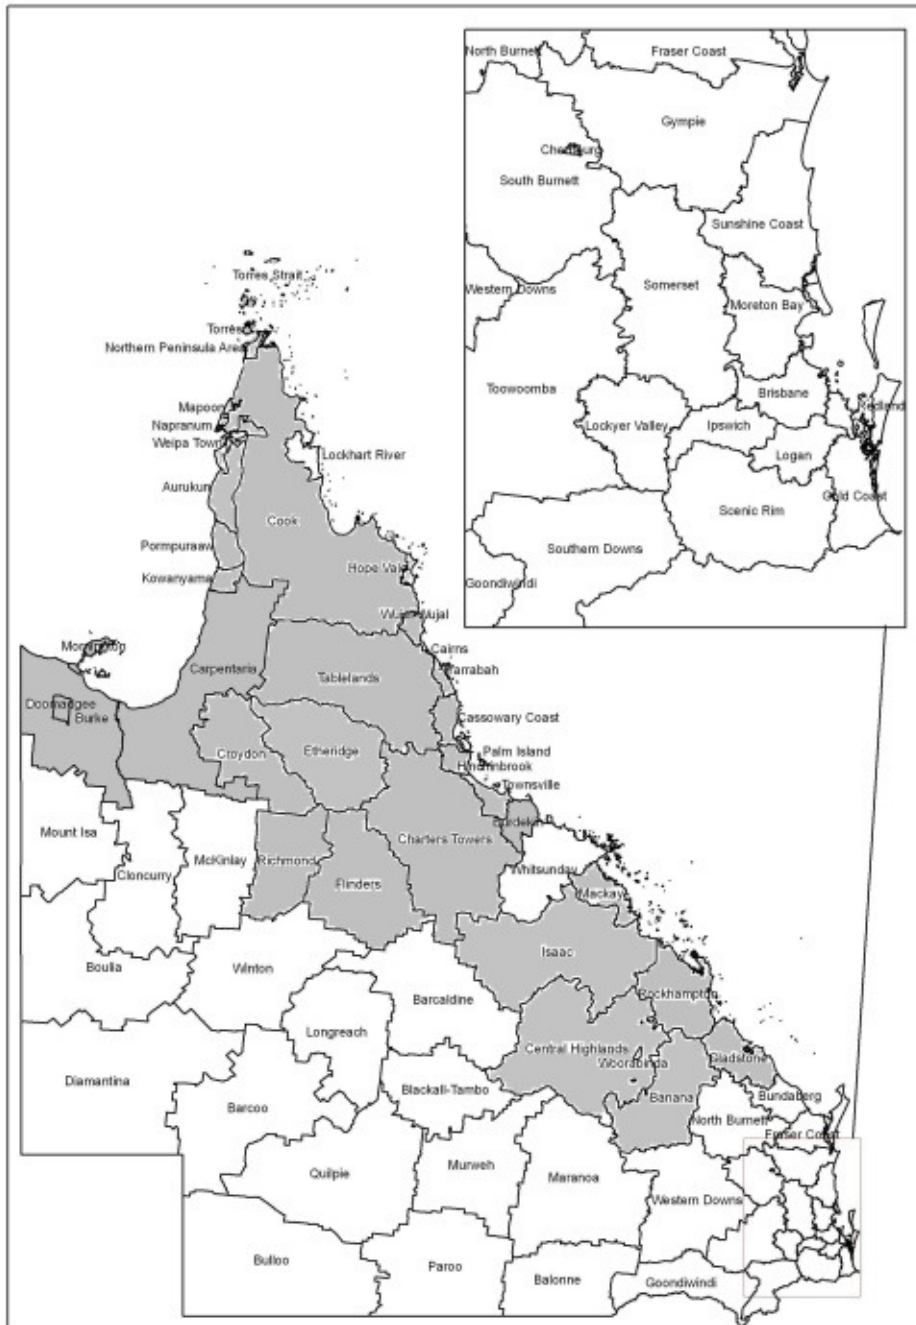 North Burnett
Fraser Coast
Gympie
Cherbourg
South Burnett
Sunshine Coast
Western Downs
Somerset
Moreton Bay
Toowoomba
Brisbane
Redland
Lockyer Valley
Ipswich
Logan
Gold Coast
Scenic Rim
Southern Downs
Goondiwindi
Torres Strait
Torres
Northern Peninsula Area
Mapoon
Napranum
Weipa Town
Lockhart River
Aurukun
Cook
Pormpuraaw
Hope Vale
Kowanyama
Wujal Wujal
Mornington
Cairns
Carpentaria
Yarrabah
Tablelands
Doomadgee
Burke
Cassowary Coast
Croydon
Etheridge
Palm Island
Hinchinbrook
Townsville
Burdekin
Mount Isa
Charters Towers
McKinlay
Richmond
Cloncurry
Whitsunday
Flinders
Mackay
Isaac
Boulia
Winton
Barcaldine
Rockhampton
Longreach
Central Highlands
Woorabinda
Gladstone
Diamantina
Blackall-Tambo
Banana
Bundaberg
Barcoo
North Burnett
Fraser Coast
Quilpie
Murweh
Maranoa
Western Downs
Bulloo
Paroo
Balonne
Goondiwindi